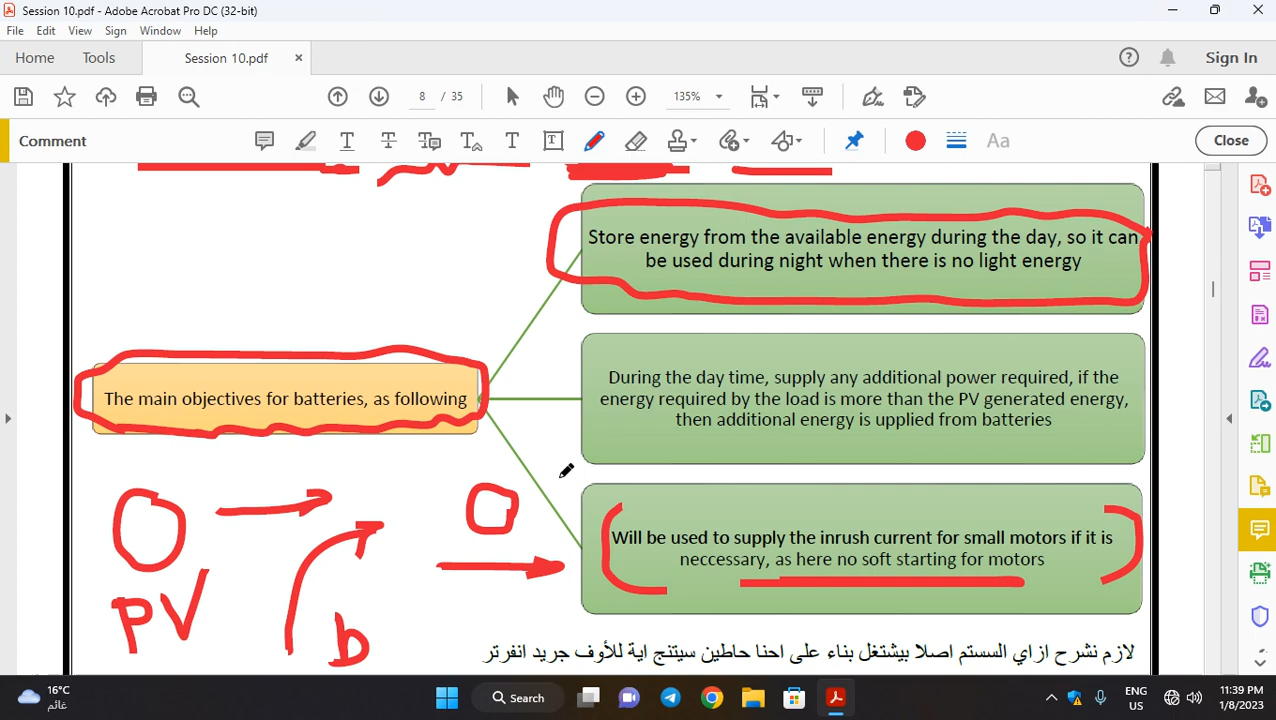 Session 10.pdf - Adobe Acrobat Pro DC (32-bit)
File Edit View Sign Window Help
Home Tools Session 10.pdf Sign In
8 / 35 135%
Comment Aa Close
Store energy from the available energy during the day, so it can
be used during night when there is no light energy
During the day time, supply any additional power required, if the
energy required by the load is more than the PV generated energy,
then additional energy is upplied from batteries
The main objectives for batteries, as following
Will be used to supply the inrush current for small motors if it is
neccessary, as here no soft starting for motors
PV
b
لازم نشرح ازاي السستم اصلا بيشتغل بناء على احنا حاطين سيتنج اية للأوف جريد انفرتر
16°C
غائم
Search
ENG
US
11:39 PM
1/8/2023